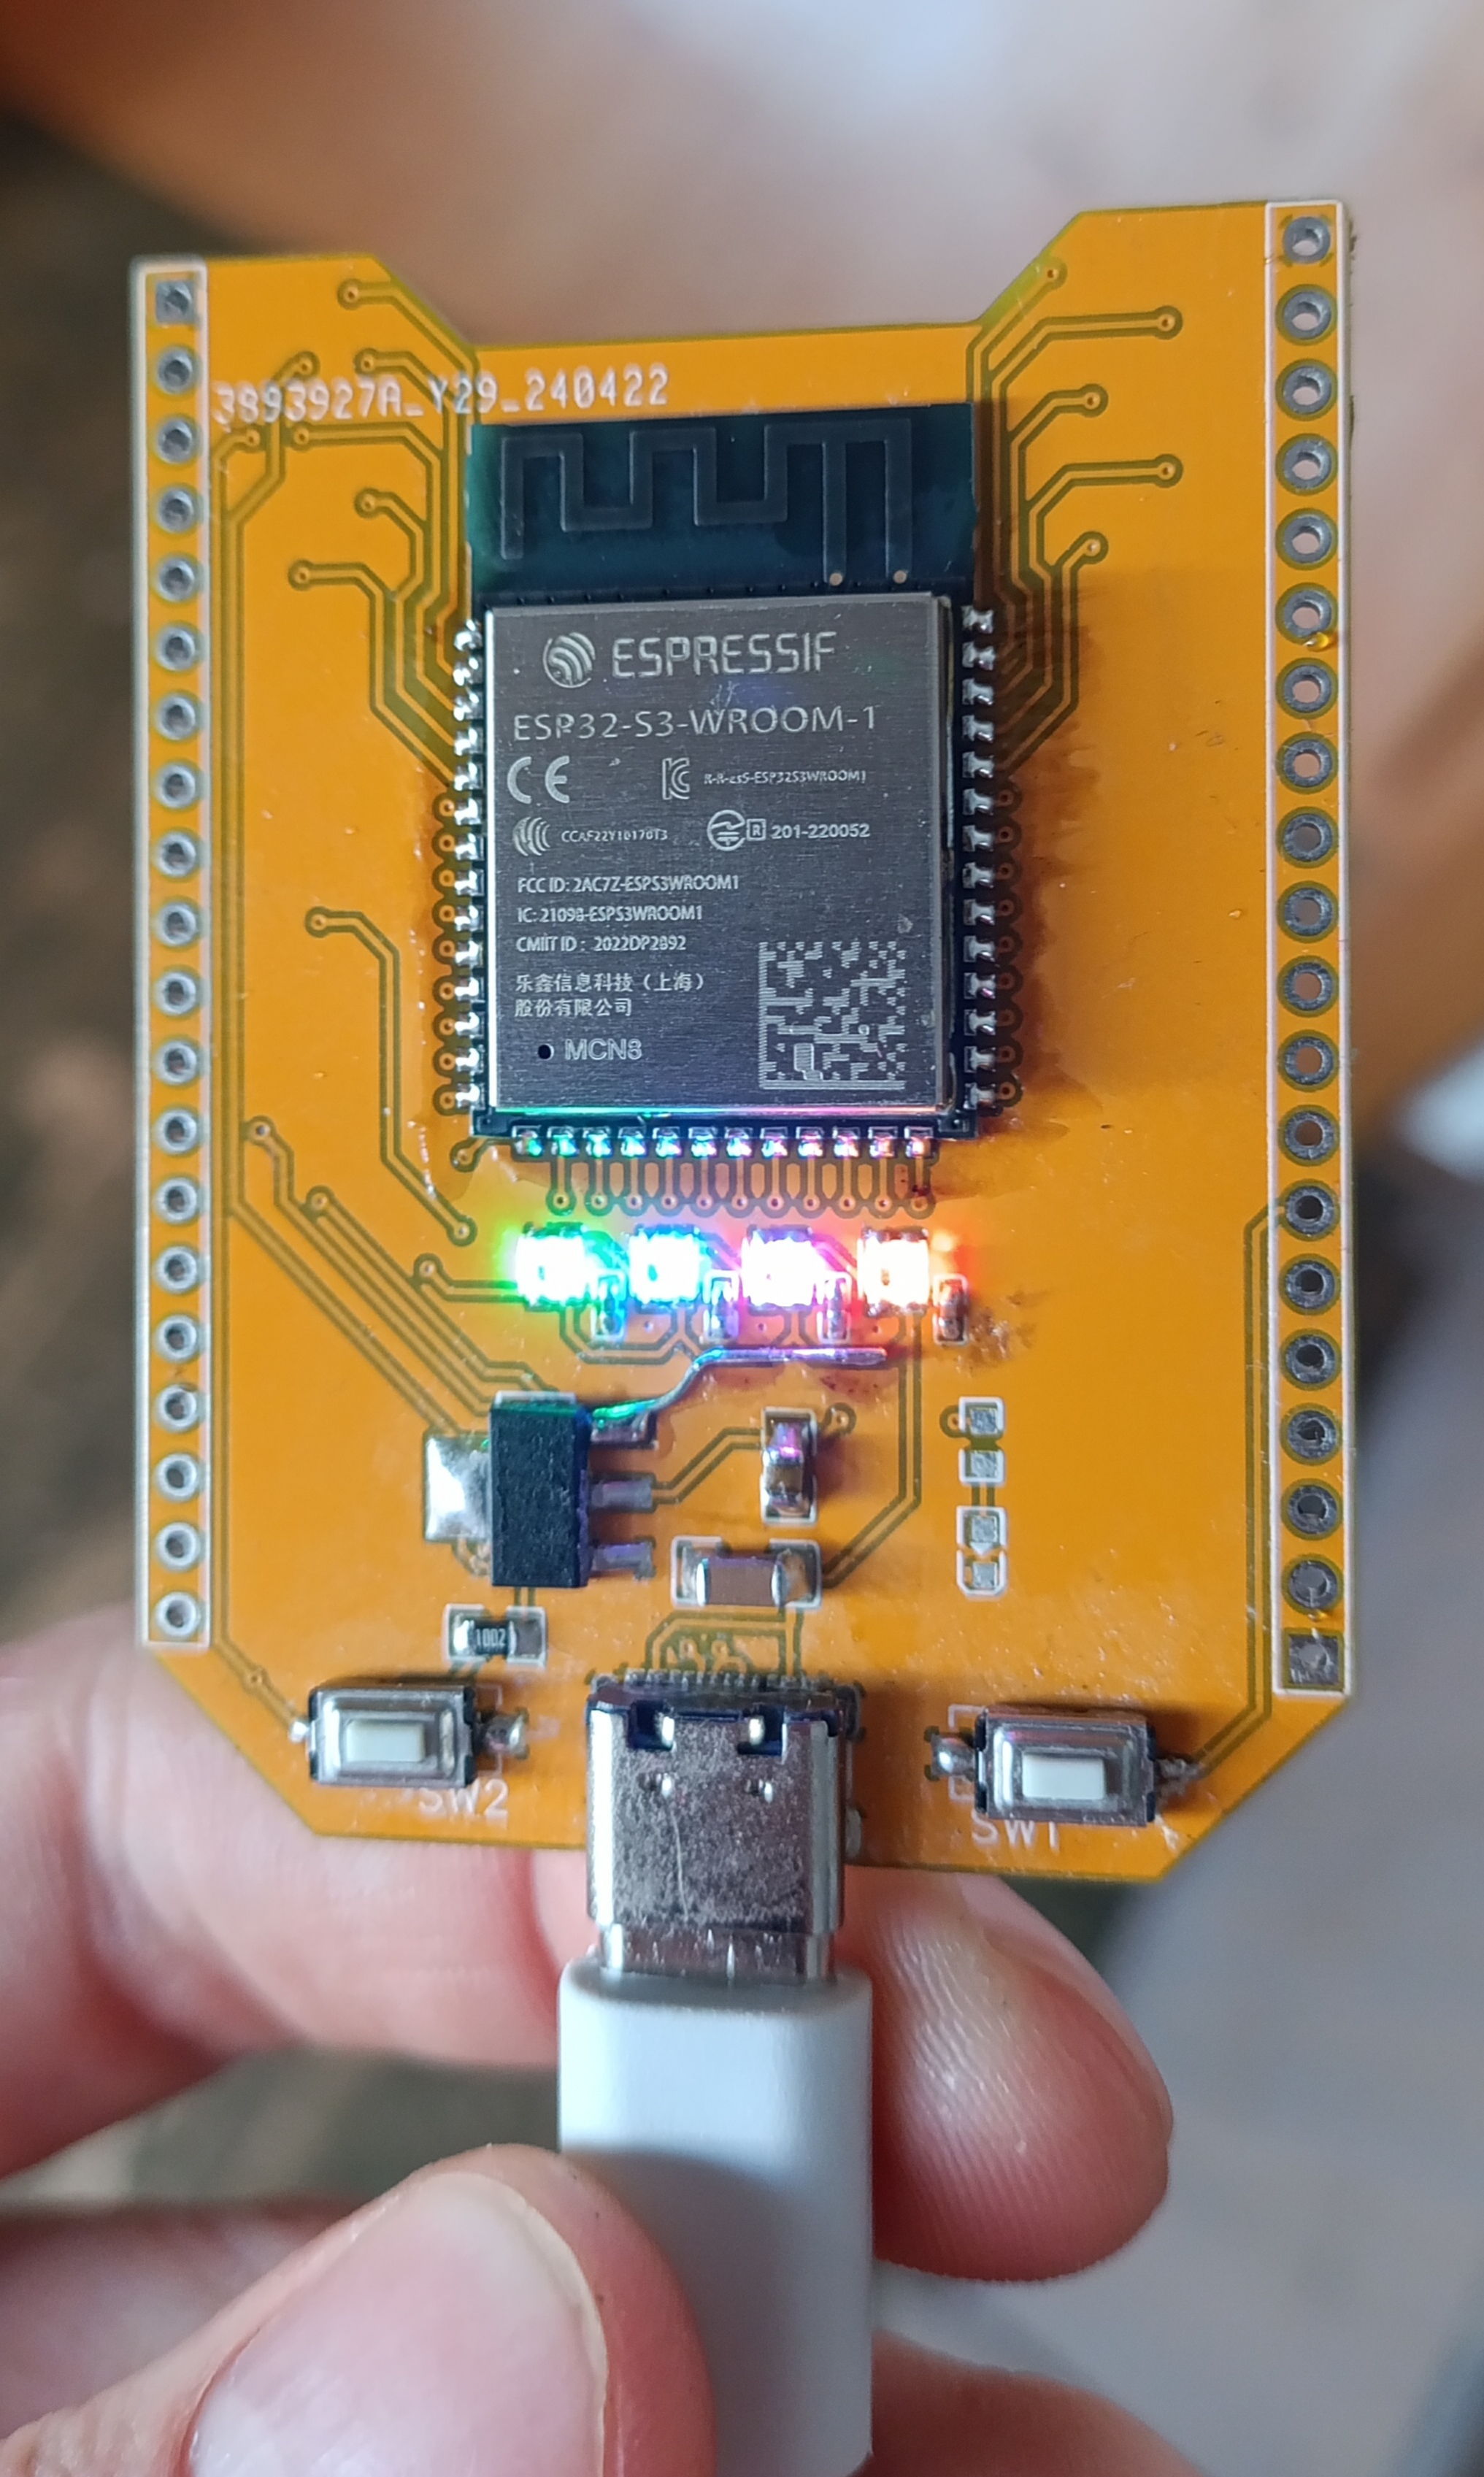 3893927A_Y29_240422
ESPRESSIF
ESP32-S3-WROOM-1
CE R-R-Es5-ESP32S3WROOM1
CCAF22Y10170T3 R 201-220052
FCC ID: 2AC7Z-ESPS3WROOM1
IC: 21098-ESPS3WROOM1
CMIIT ID: 2022DP2892
乐鑫信息科技（上海）
股份有限公司
MCN8
1002
SW2
SW1